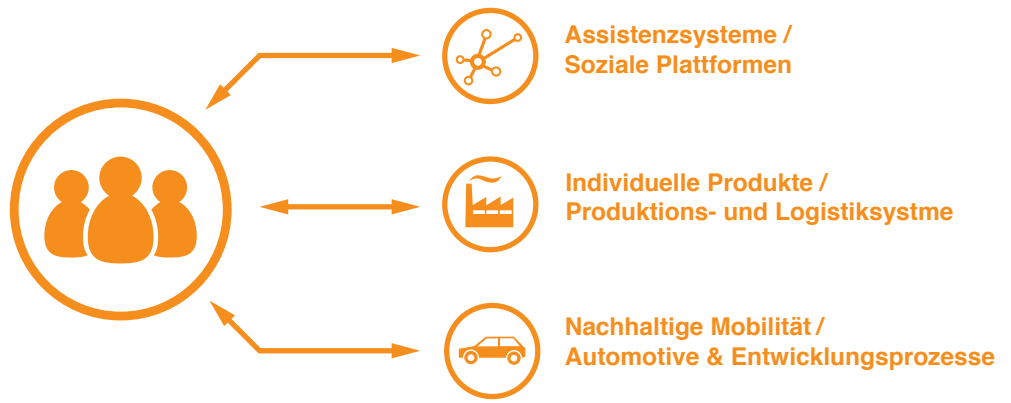 Assistenzsysteme /
Soziale Plattformen
Individuelle Produkte /
Produktions- und Logistiksystme
Nachhaltige Mobilität /
Automotive & Entwicklungsprozesse